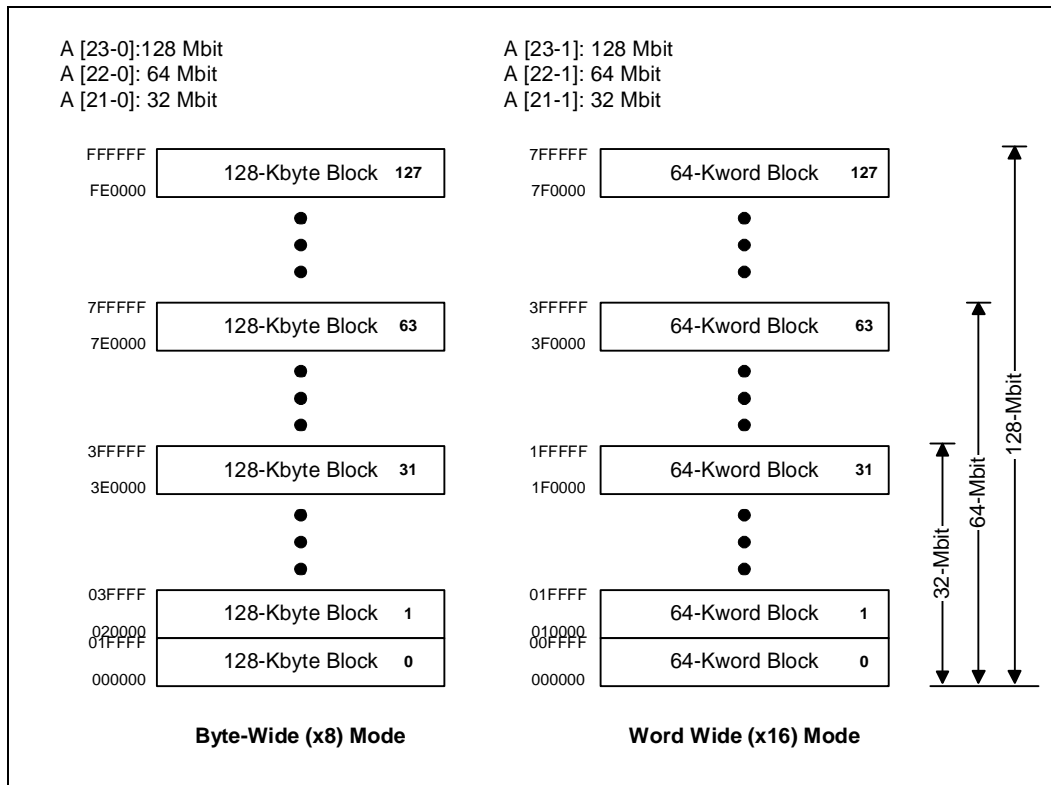 A [23-0]:128 Mbit
A [22-0]: 64 Mbit
A [21-0]: 32 Mbit
A [23-1]: 128 Mbit
A [22-1]: 64 Mbit
A [21-1]: 32 Mbit
FFFFFF
128-Kbyte Block 127
FE0000
7FFFFF
64-Kword Block 127
7F0000
7FFFFF
128-Kbyte Block 63
7E0000
3FFFFF
64-Kword Block 63
3F0000
3FFFFF
128-Kbyte Block 31
3E0000
1FFFFF
64-Kword Block 31
1F0000
03FFFF
128-Kbyte Block 1
020000
01FFFF
128-Kbyte Block 0
000000
01FFFF
64-Kword Block 1
010000
00FFFF
64-Kword Block 0
000000
32-Mbit
64-Mbit
128-Mbit
Byte-Wide (x8) Mode
Word Wide (x16) Mode